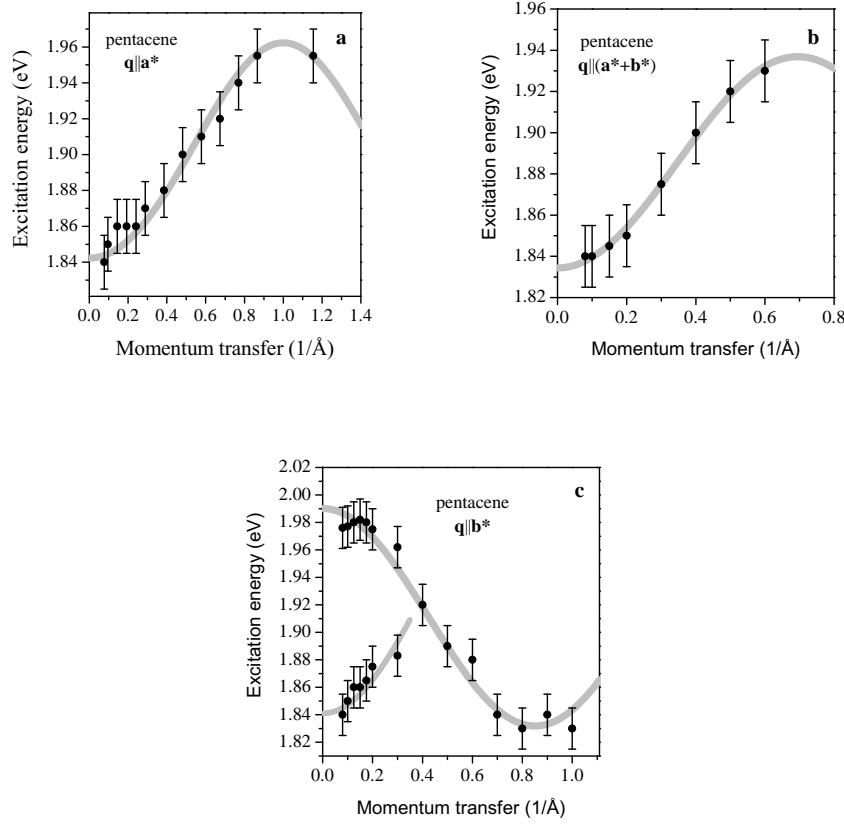 a
pentacene
q||a*
1.96
1.94
1.92
1.90
1.88
1.86
1.84
Excitation energy (eV)
0.0 0.2 0.4 0.6 0.8 1.0 1.2 1.4
Momentum transfer (1/Å)
b
pentacene
q||(a*+b*)
1.96
1.94
1.92
1.90
1.88
1.86
1.84
1.82
Excitation energy (eV)
0.0 0.2 0.4 0.6 0.8
Momentum transfer (1/Å)
c
pentacene
q||b*
2.02
2.00
1.98
1.96
1.94
1.92
1.90
1.88
1.86
1.84
1.82
Excitation energy (eV)
0.0 0.2 0.4 0.6 0.8 1.0
Momentum transfer (1/Å)